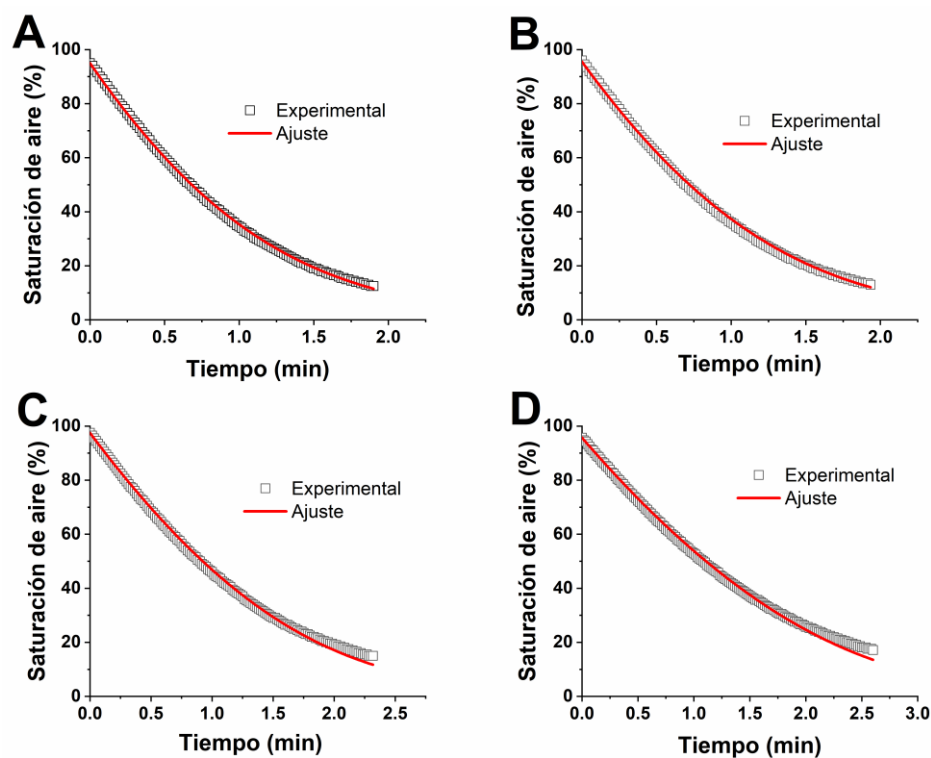 A
Saturación de aire (%)
100
80
60
40
20
0
Experimental
Ajuste
0.0 0.5 1.0 1.5 2.0
Tiempo (min)
B
Saturación de aire (%)
100
80
60
40
20
0
Experimental
Ajuste
0.0 0.5 1.0 1.5 2.0
Tiempo (min)
C
Saturación de aire (%)
100
80
60
40
20
0
Experimental
Ajuste
0.0 0.5 1.0 1.5 2.0 2.5
Tiempo (min)
D
Saturación de aire (%)
100
80
60
40
20
0
Experimental
Ajuste
0.0 0.5 1.0 1.5 2.0 2.5 3.0
Tiempo (min)